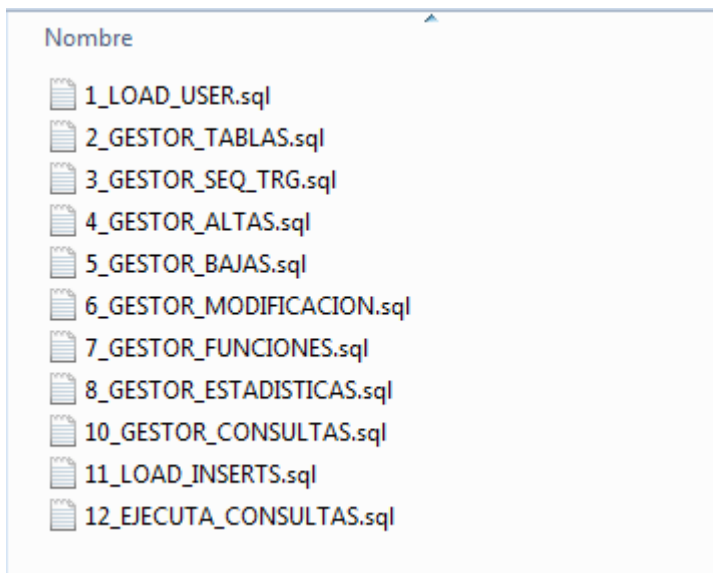 Nombre
1_LOAD_USER.sql
2_GESTOR_TABLAS.sql
3_GESTOR_SEQ_TRG.sql
4_GESTOR_ALTAS.sql
5_GESTOR_BAJAS.sql
6_GESTOR_MODIFICACION.sql
7_GESTOR_FUNCIONES.sql
8_GESTOR_ESTADISTICAS.sql
10_GESTOR_CONSULTAS.sql
11_LOAD_INSERTS.sql
12_EJECUTA_CONSULTAS.sql